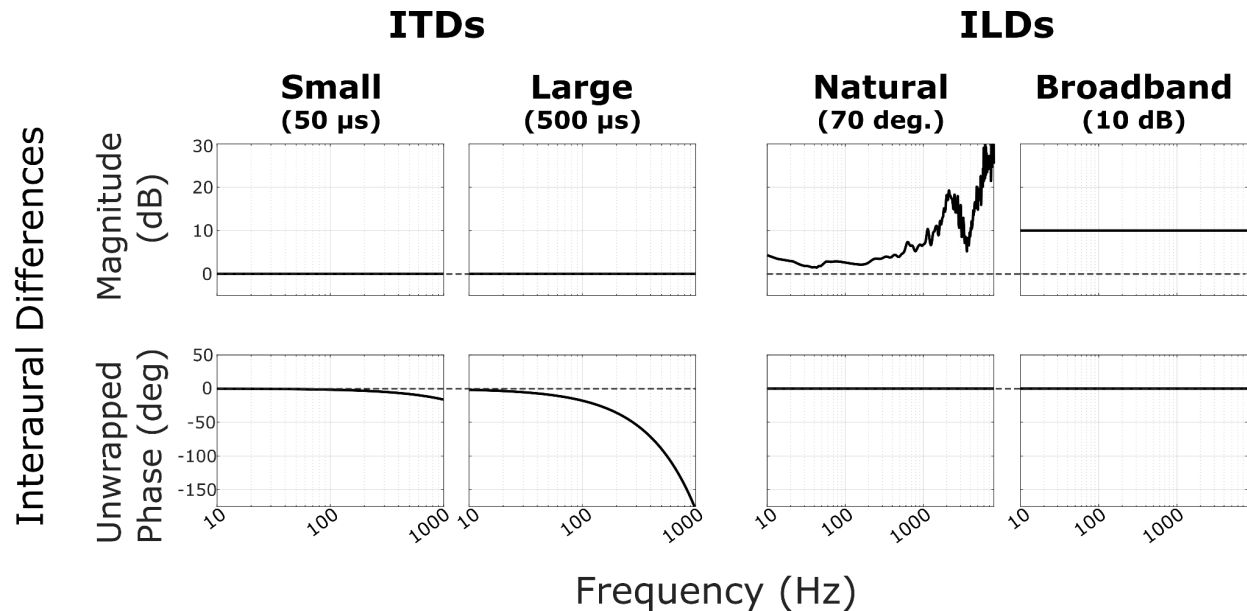 ITDs
ILDs
Small
(50 µs)
Large
(500 µs)
Natural
(70 deg.)
Broadband
(10 dB)
Interaural Differences
Magnitude
(dB)
30
20
10
0
Unwrapped
Phase (deg)
50
0
-50
-100
-150
10
100
1000
10
100
1000
10
100
1000
10
100
1000
Frequency (Hz)